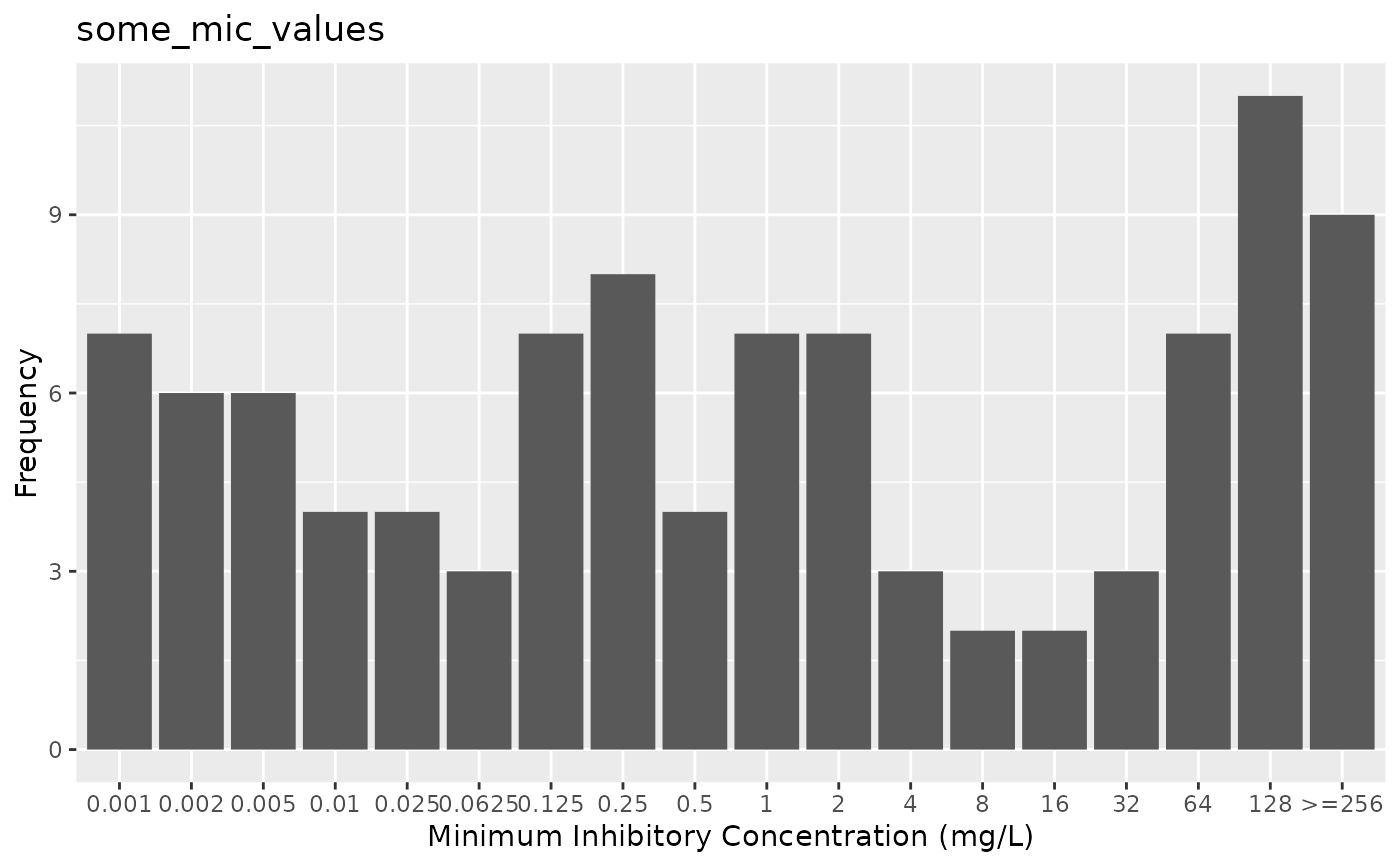 some_mic_values
Frequency
9
6
3
0
0.001 0.002 0.005 0.01 0.025 0.0625 0.125 0.25 0.5 1 2 4 8 16 32 64 128 >=256
Minimum Inhibitory Concentration (mg/L)